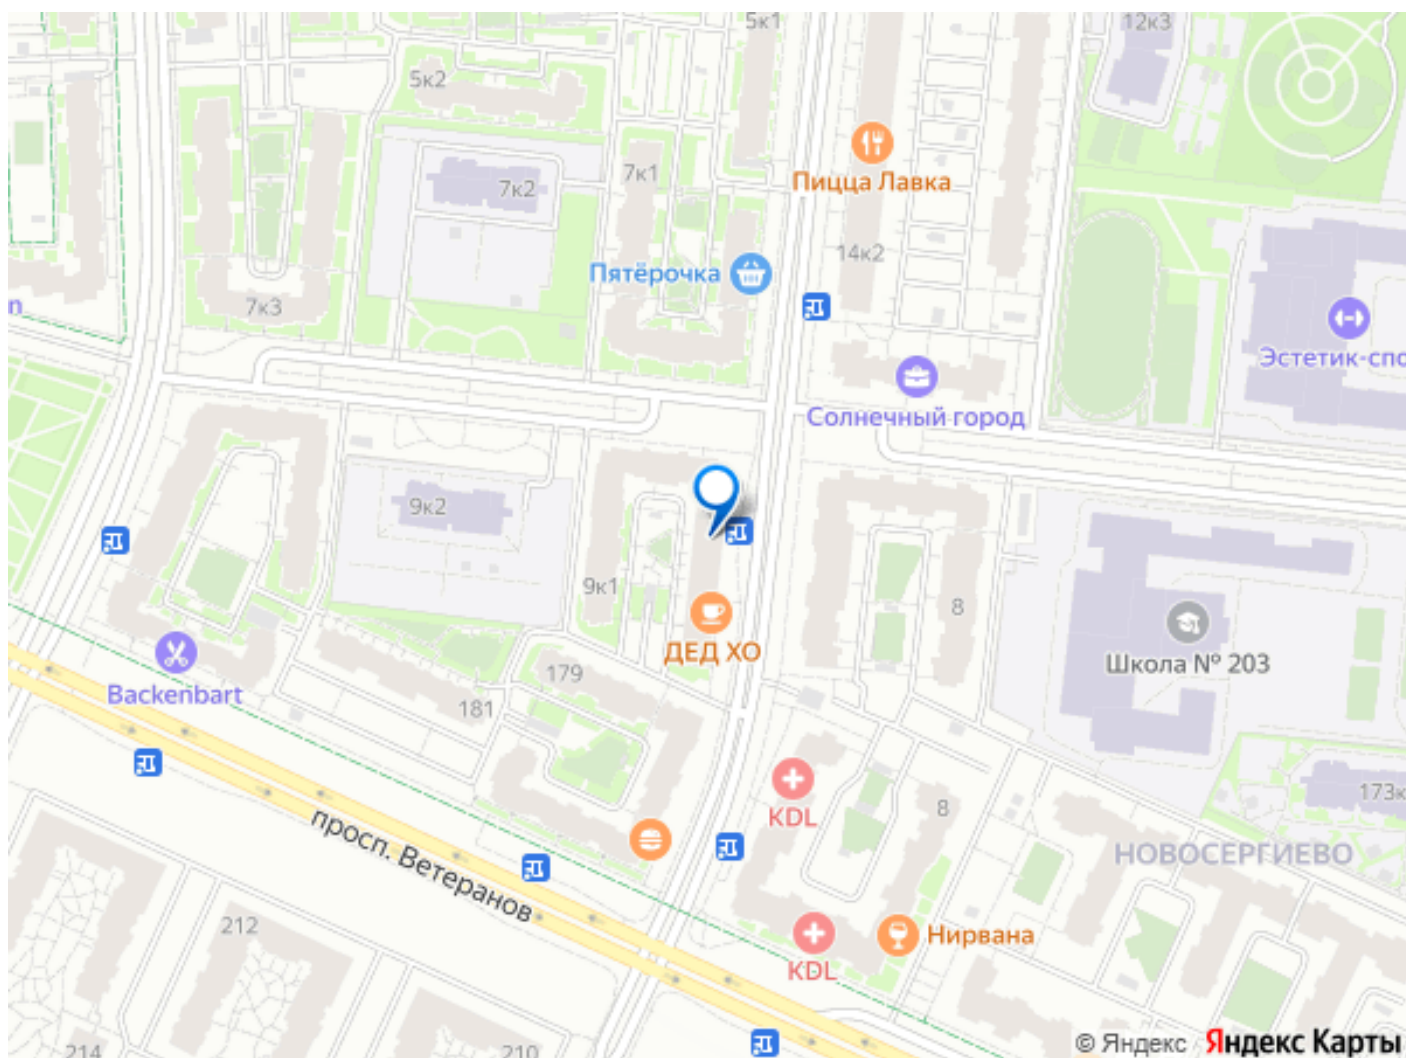 5к1
12к3
5к2
7к1
7к2
Пицца Лавка
14к2
Пятёрочка
7к3
п
Эстетик-спо
Солнечный город
9к2
9к1
8
ДЕД ХО
Школа № 203
179
Backenbart
181
173к
KDL
8
просп. Ветеранов
НОВОСЕРГИЕВО
212
Нирвана
KDL
214
210
© Яндекс Яндекс Карты